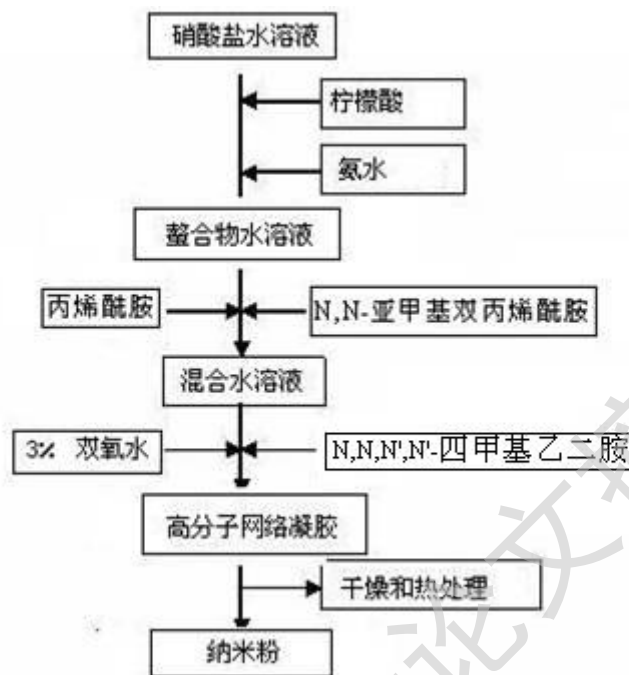 硝酸盐水溶液
柠檬酸
氨水
螯合物水溶液
丙烯酰胺
N,N-亚甲基双丙烯酰胺
混合水溶液
3% 双氧水
N,N,N',N'-四甲基乙二胺
高分子网络凝胶
干燥和热处理
纳米粉
论文